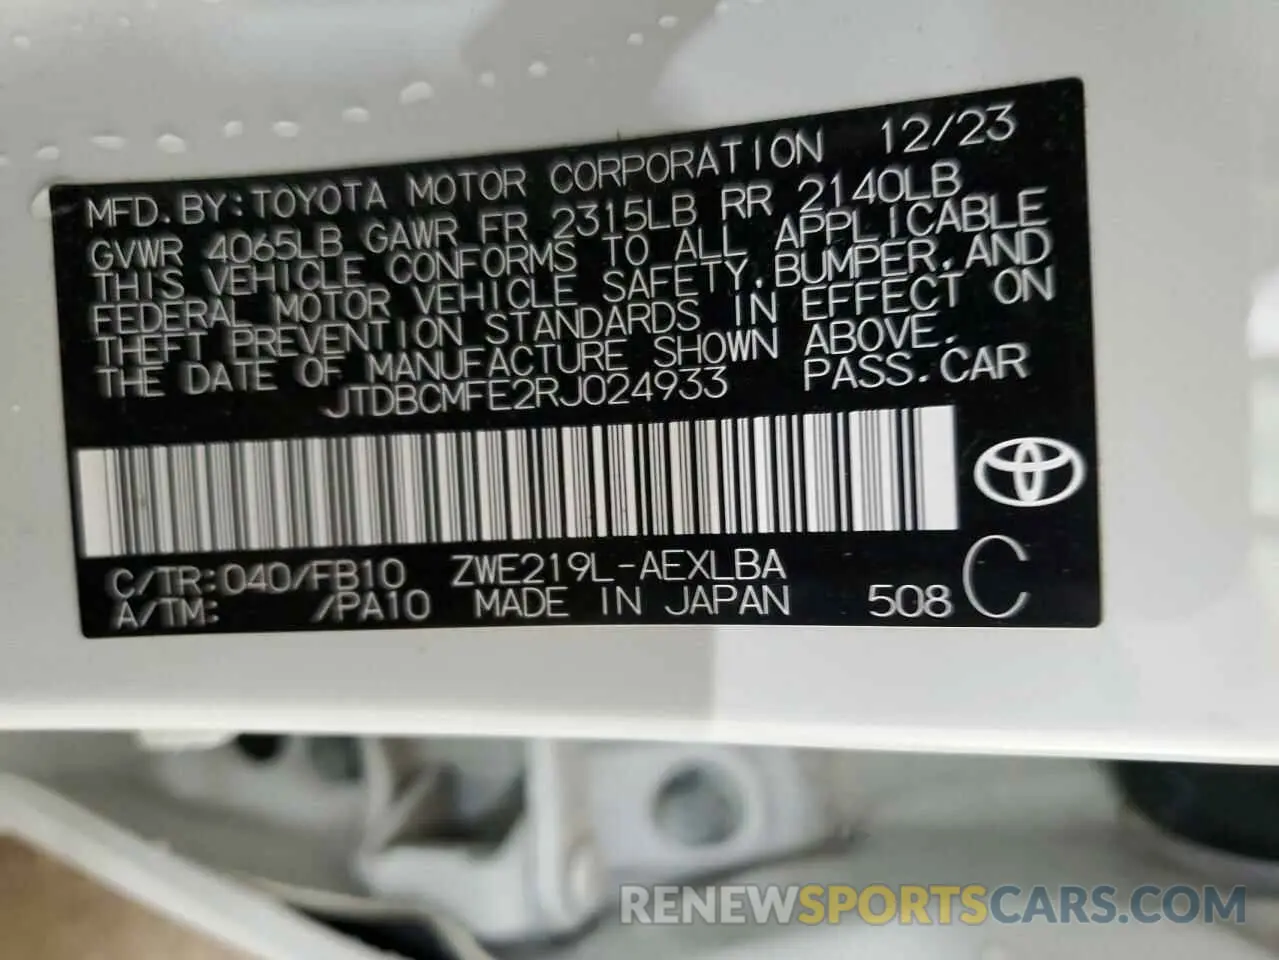 MFD. BY: TOYOTA MOTOR CORPORATION 12/23
GVWR 4065LB GAWR FR 2315LB RR 2140LB
THIS VEHICLE CONFORMS TO ALL APPLICABLE
FEDERAL MOTOR VEHICLE SAFETY, BUMPER, AND
THEFT PREVENTION STANDARDS IN EFFECT ON
THE DATE OF MANUFACTURE SHOWN ABOVE.
JTDBCMFE2RJ024933 PASS. CAR
C/TR: 040/FB10 ZWE219L-AEXLBA
A/TM: /PA10 MADE IN JAPAN 508 C
RENEWSPORTSCARS.COM